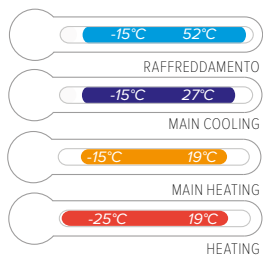 -15°C 52°C
RAFFREDDAMENTO
-15°C 27°C
MAIN COOLING
-15°C 19°C
MAIN HEATING
-25°C 19°C
HEATING